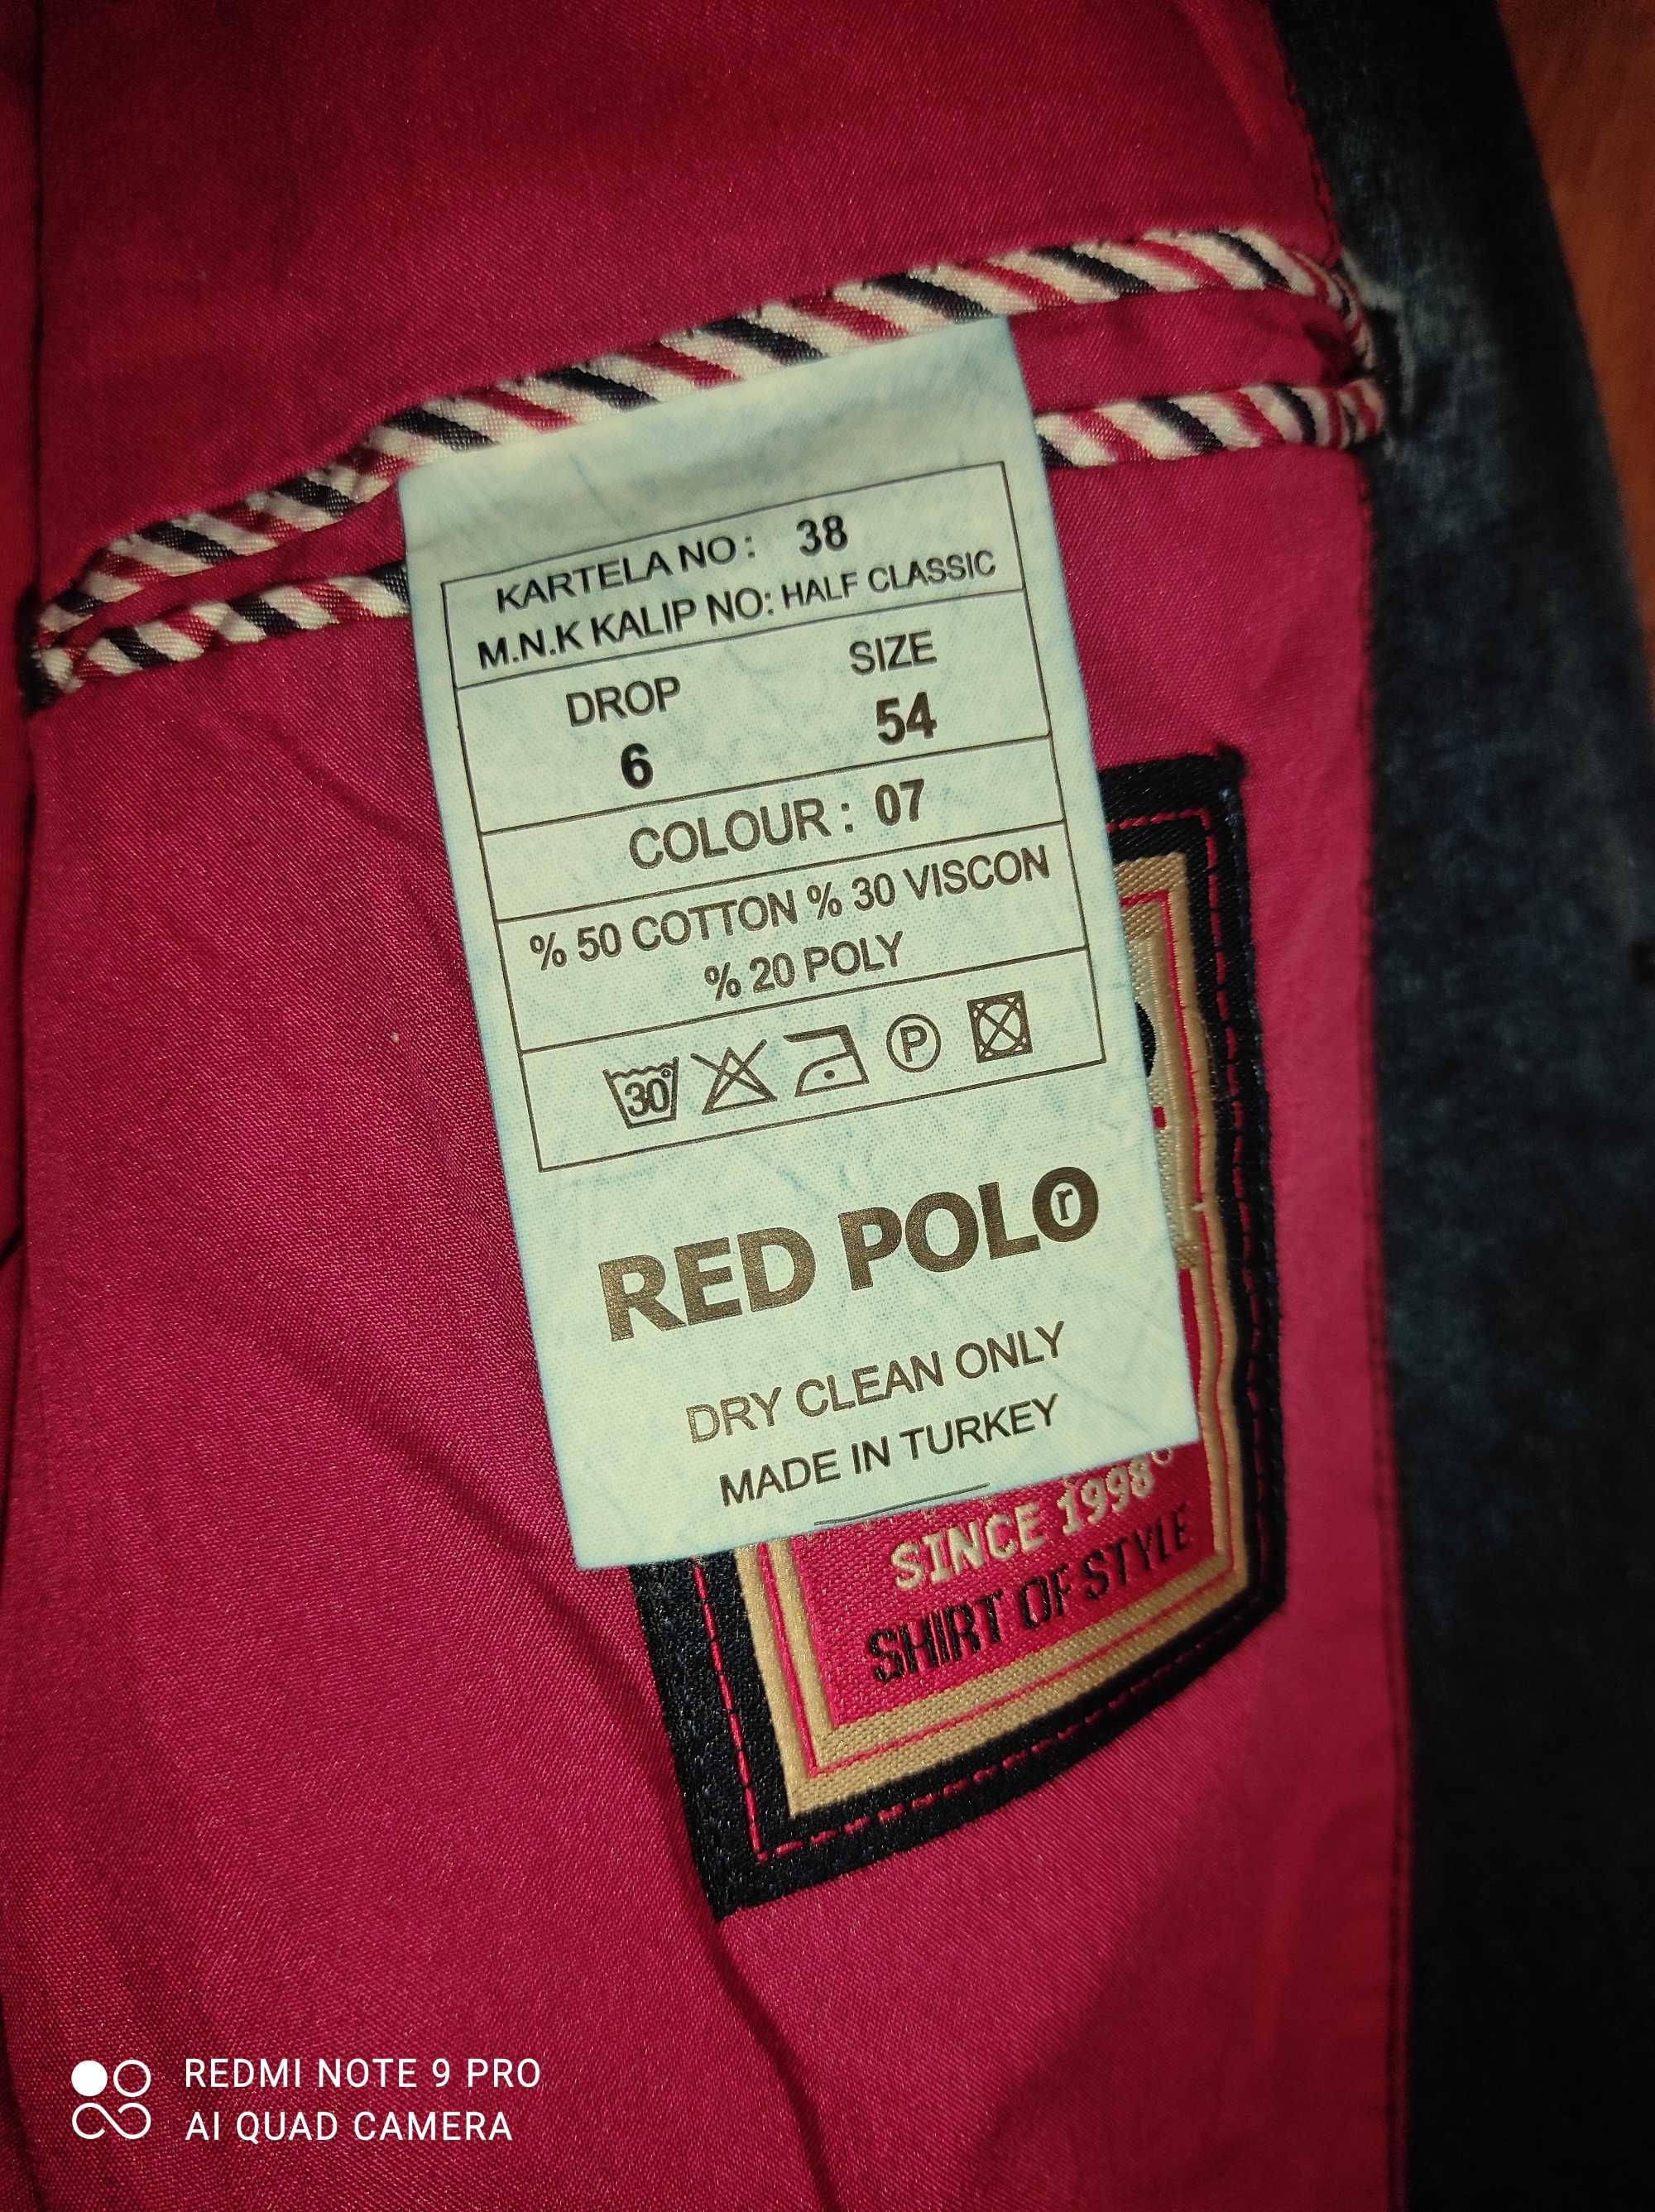 KARTELA NO: 38
M.N.K KALIP NO: HALF CLASSIC
DROP SIZE
6 54
COLOUR : 07
% 50 COTTON % 30 VISCON
% 20 POLY
30° P
RED POLO r
DRY CLEAN ONLY
MADE IN TURKEY
SINCE 1998
SHIRT OF STYLE
REDMI NOTE 9 PRO
AI QUAD CAMERA